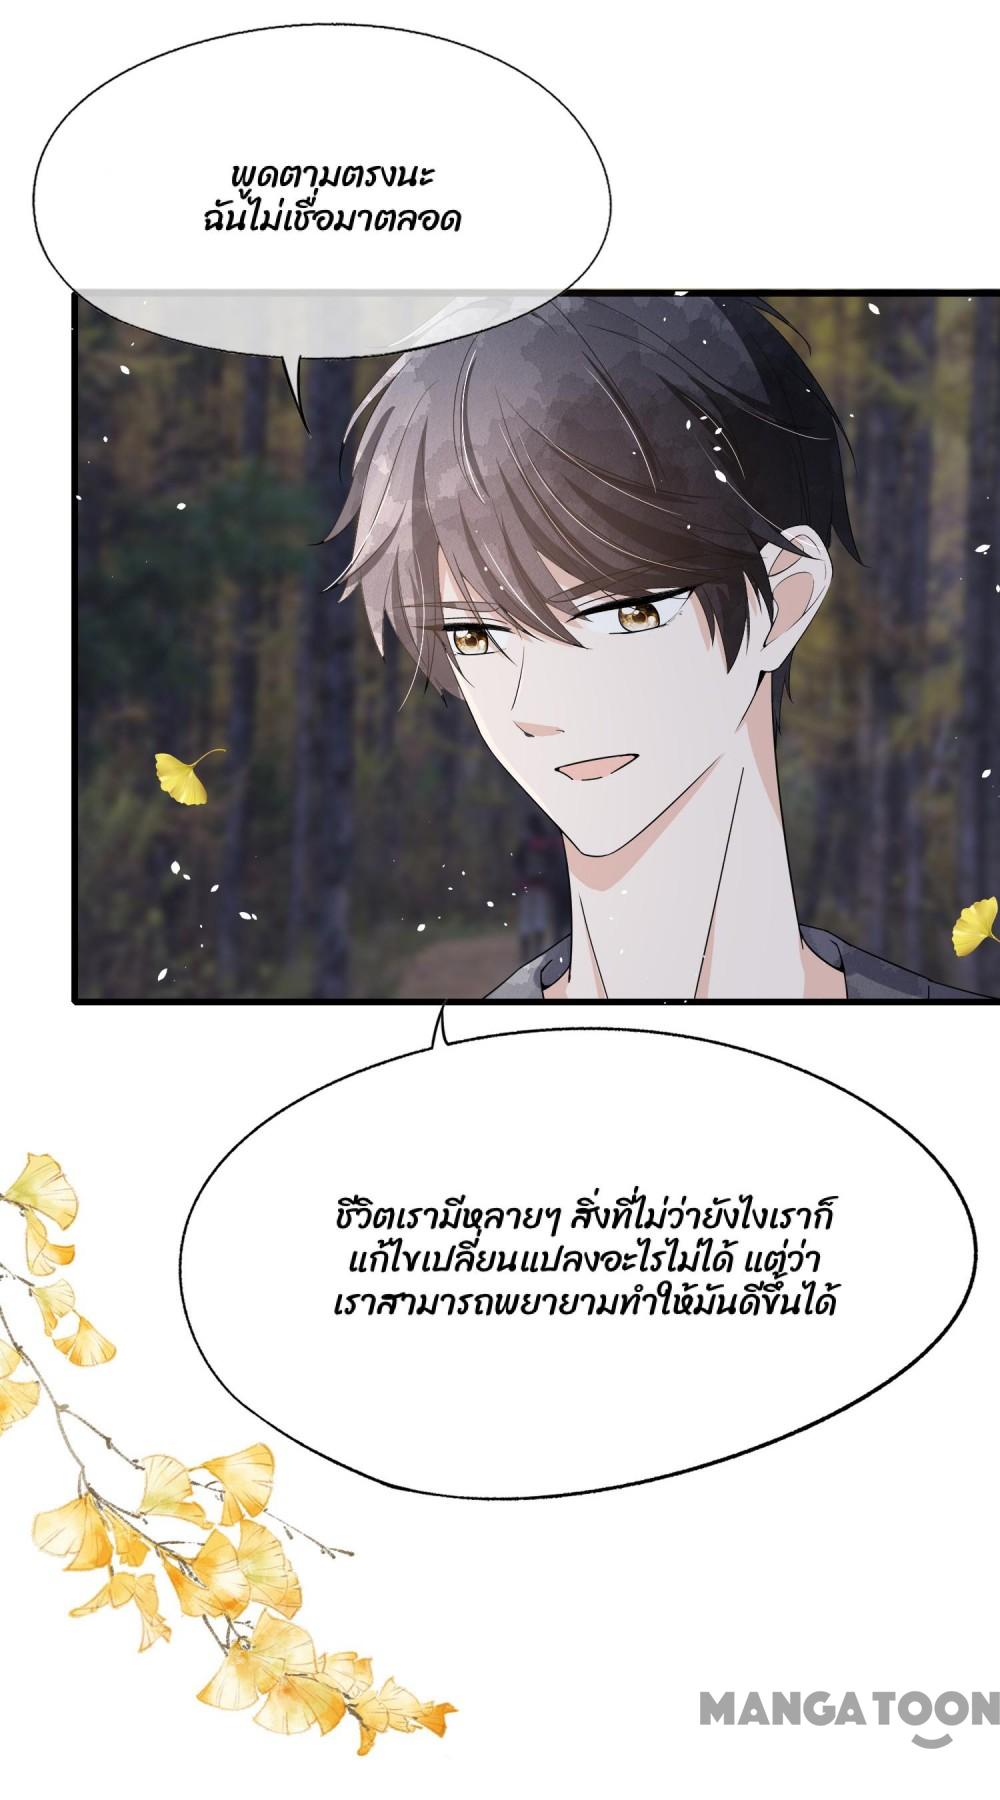 พูดตามตรงนะ
ฉันไม่เชื่อมาตลอด
ชีวิตเรามีหลายๆ สิ่งที่ไม่ว่ายังไงเราก็
แก้ไขเปลี่ยนแปลงอะไรไม่ได้ แต่ว่า
เราสามารถพยายามทำให้มันดีขึ้นได้
MANGATOON